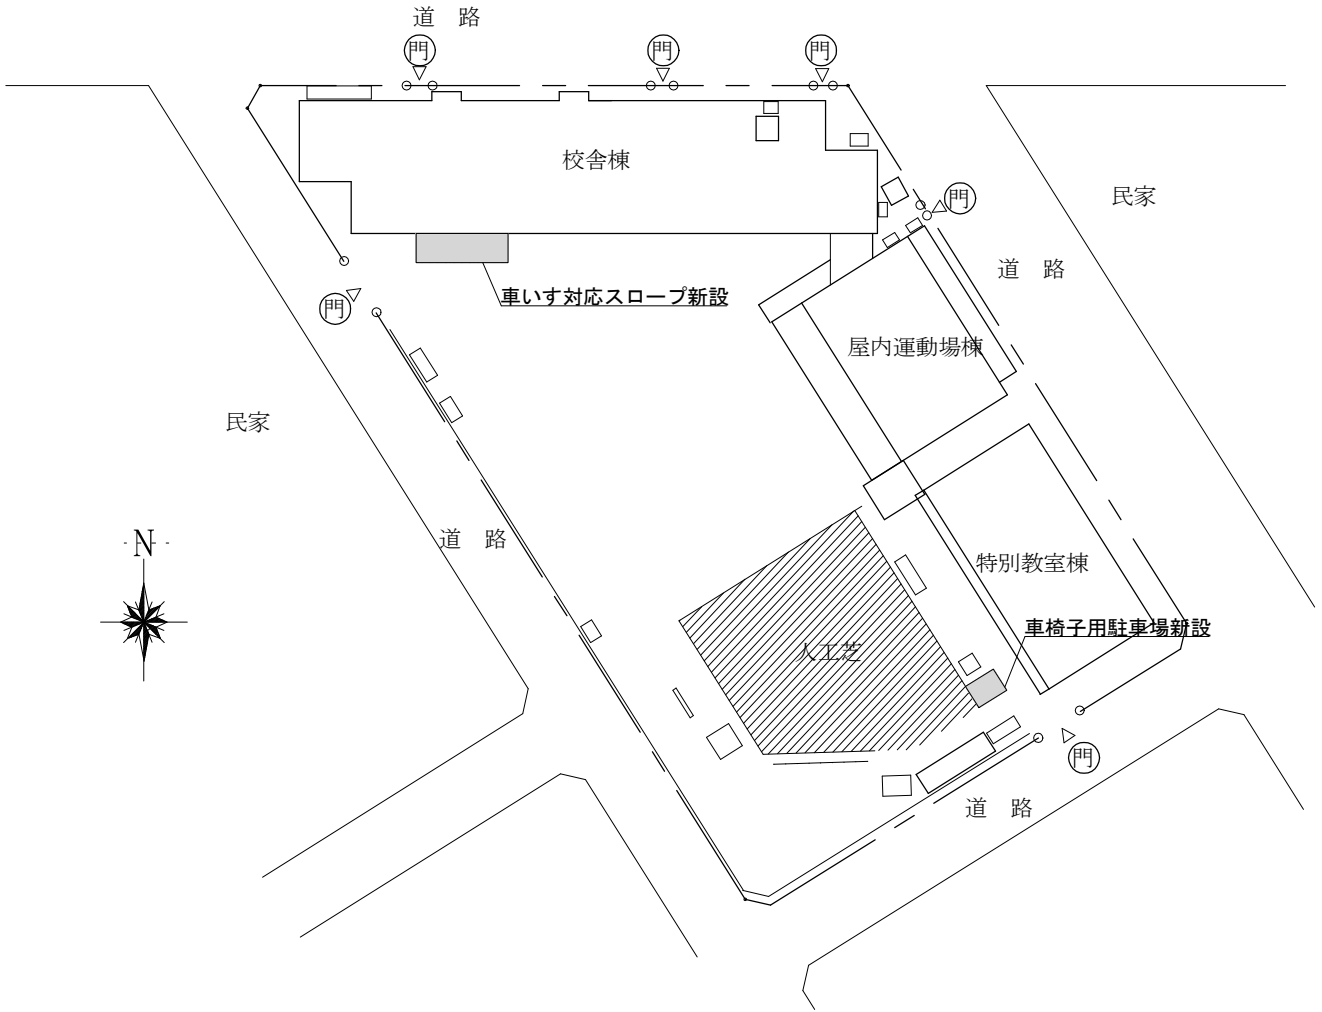 道　路
門
門
門
校舎棟
門
民家
道　路
車いす対応スロープ新設
門
屋内運動場棟
民家
道　路
N
特別教室棟
車椅子用駐車場新設
人工芝
門
道　路